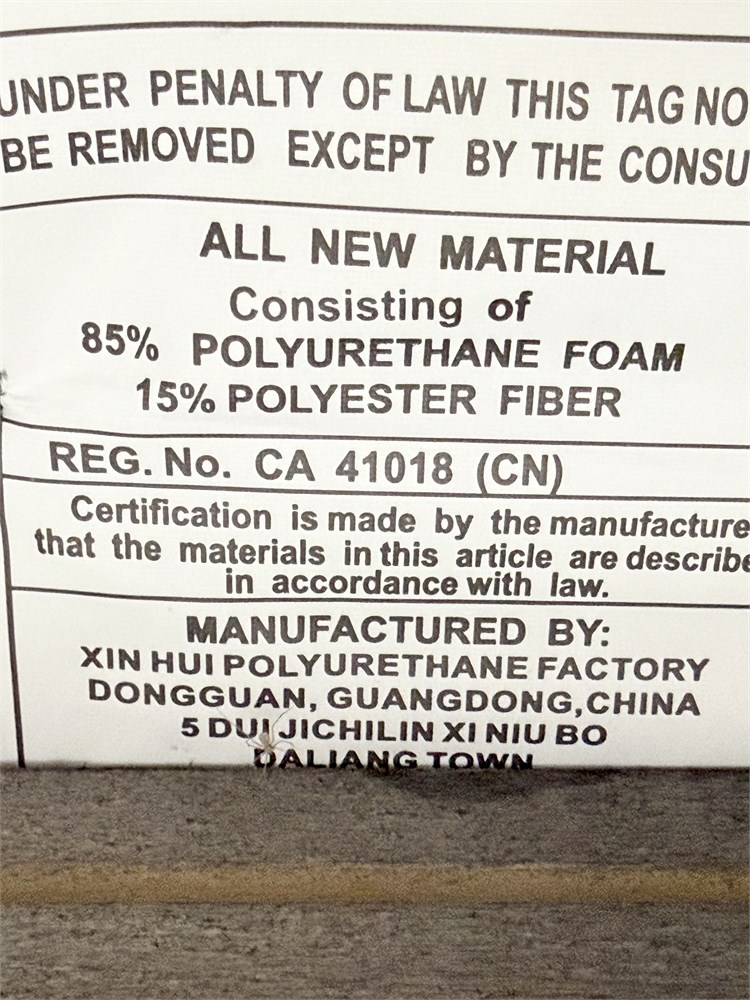 UNDER PENALTY OF LAW THIS TAG NO
BE REMOVED EXCEPT BY THE CONSU
ALL NEW MATERIAL
Consisting of
85% POLYURETHANE FOAM
15% POLYESTER FIBER
REG. No. CA 41018 (CN)
Certification is made by the manufacture
that the materials in this article are describe
in accordance with law.
MANUFACTURED BY:
XIN HUI POLYURETHANE FACTORY
DONGGUAN, GUANGDONG,CHINA
5 DUI JICHILIN XI NIU BO
DALIANG TOWN